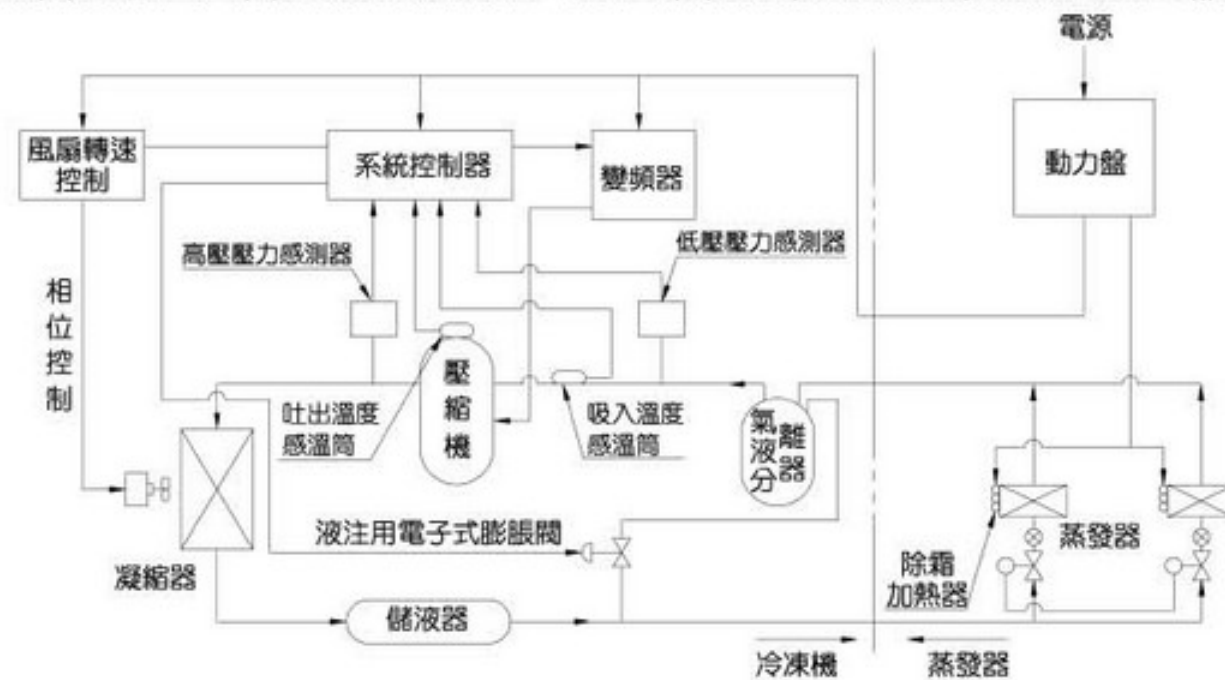 電源
風扇轉速
控制
系統控制器
變頻器
動力盤
高壓壓力感測器
低壓壓力感測器
相位控制
壓縮機
吐出溫度
感溫筒
吸入溫度
感溫筒
氣液分
離器
液注用電子式膨脹閥
凝縮器
儲液器
除霜
加熱器
蒸發器
冷凍機
蒸發器